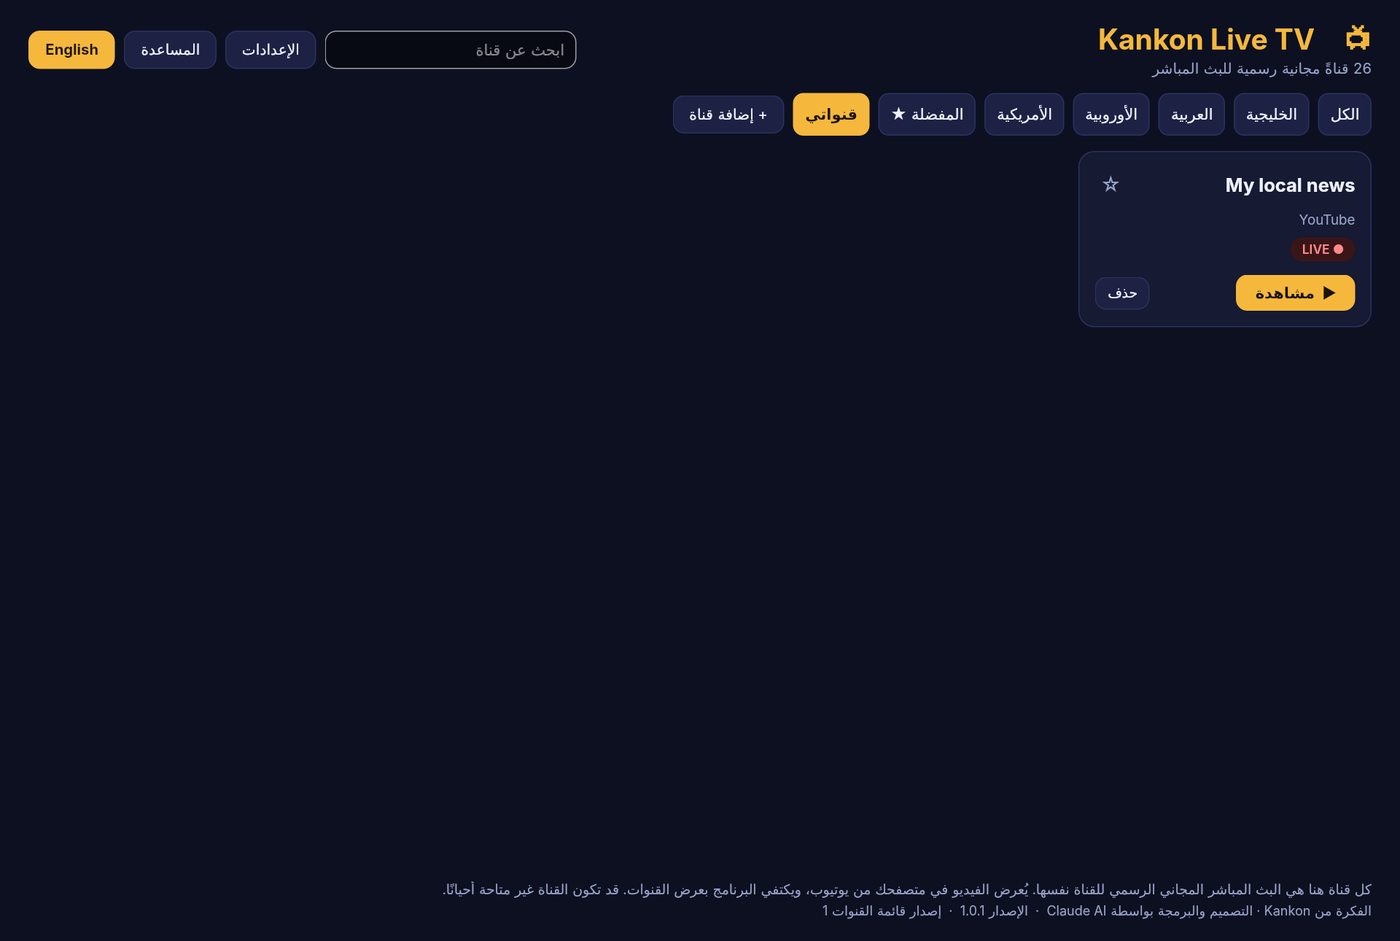 Kankon Live TV
26 قناةً مجانية رسمية للبث المباشر
ابحث عن قناة
الإعدادات
المساعدة
English
الكل
الخليجية
العربية
الأوروبية
الأمريكية
المفضلة ★
قنواتي
+ إضافة قناة
My local news ☆
YouTube
● LIVE
▶ مشاهدة
حذف
كل قناة هنا هي البث المباشر المجاني الرسمي للقناة نفسها. يُعرض الفيديو في متصفحك من يوتيوب، ويكتفي البرنامج بعرض القنوات. قد تكون القناة غير متاحة أحيانًا.
الفكرة من Kankon · التصميم والبرمجة بواسطة Claude AI · الإصدار 1.0.1 · إصدار قائمة القنوات 1